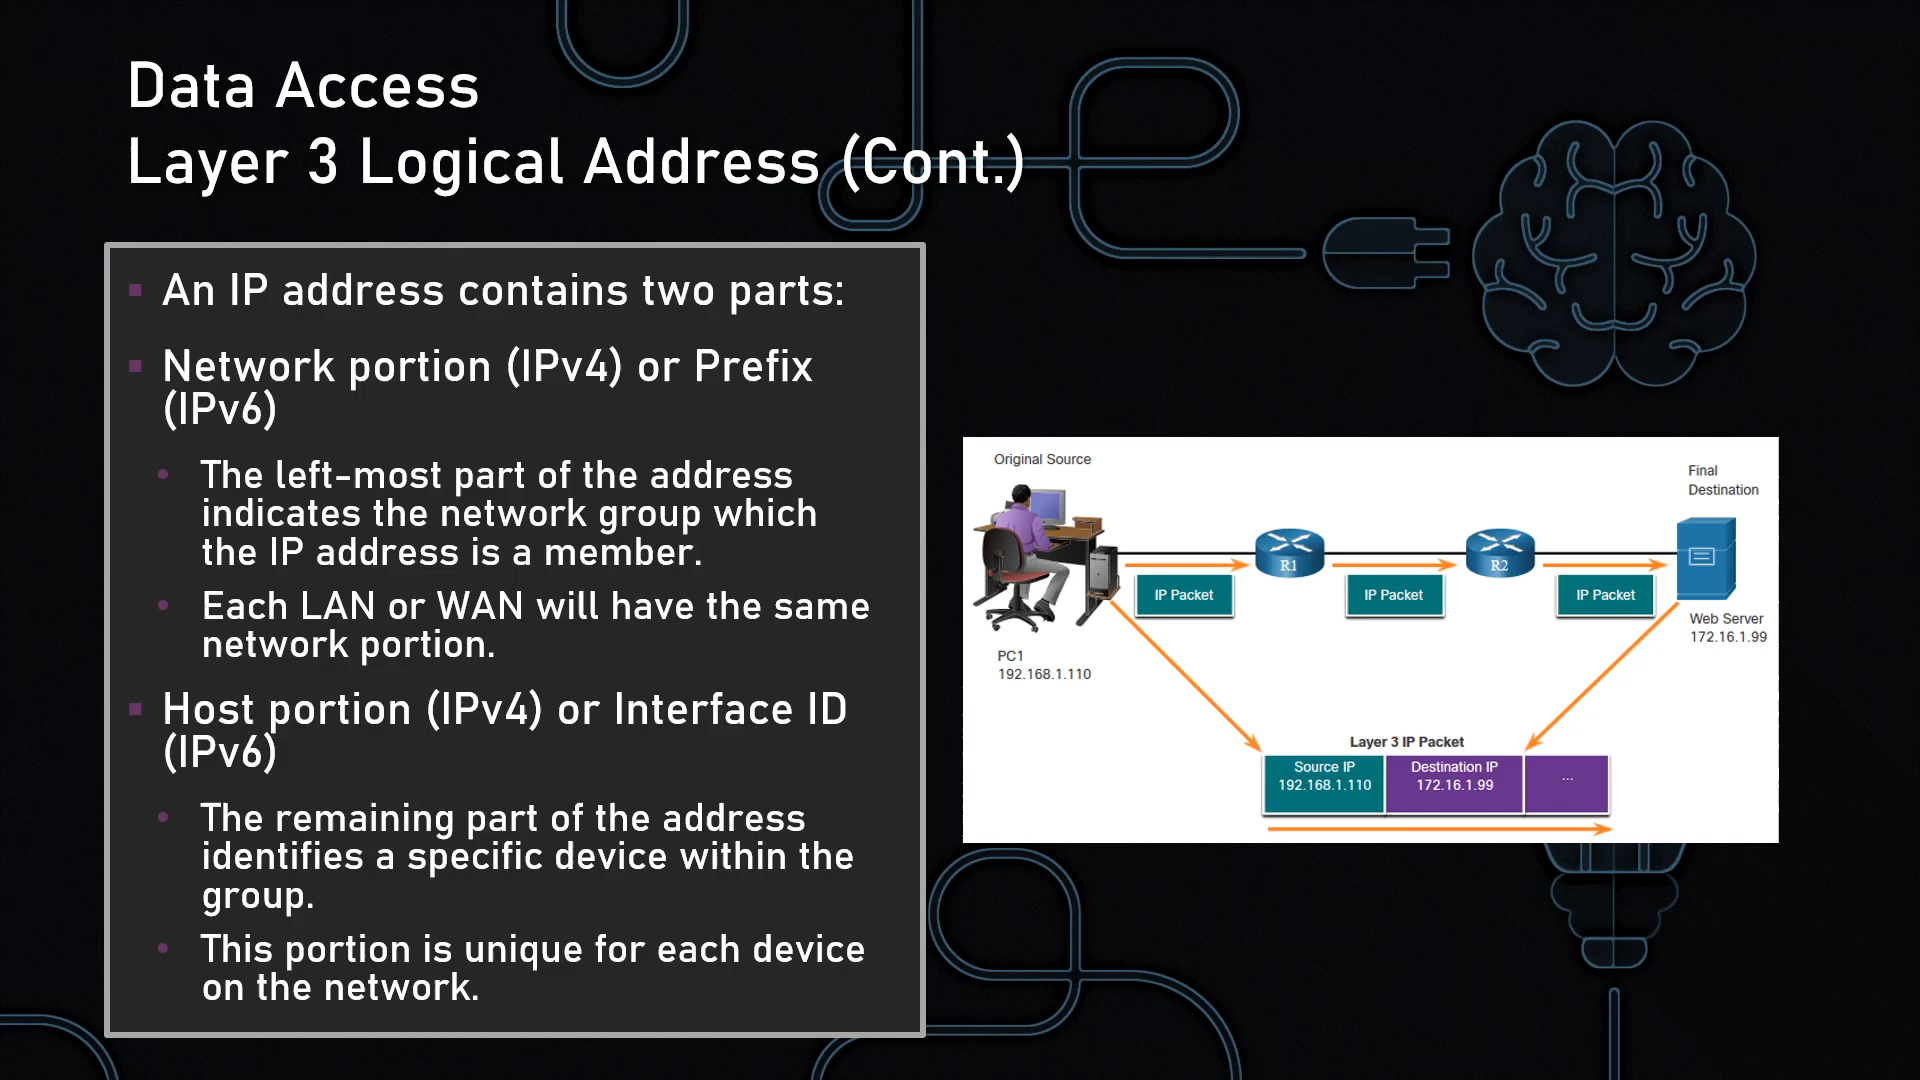 Data Access
Layer 3 Logical Address (Cont.)
An IP address contains two parts:
Network portion (IPv4) or Prefix
(IPv6)
The left-most part of the address
indicates the network group which
the IP address is a member.
Each LAN or WAN will have the same
network portion.
Host portion (IPv4) or Interface ID
(IPv6)
The remaining part of the address
identifies a specific device within the
group.
This portion is unique for each device
on the network.
Original Source
Final
Destination
R1
R2
IP Packet
IP Packet
IP Packet
Web Server
172.16.1.99
PC1
192.168.1.110
Layer 3 IP Packet
Source IP
192.168.1.110
Destination IP
172.16.1.99
...